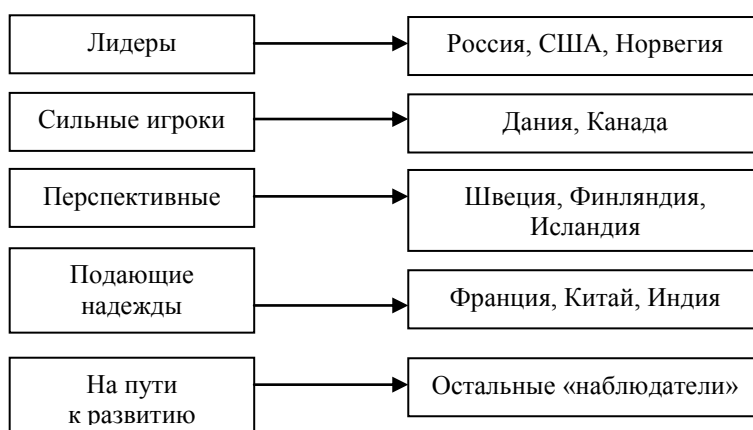 Лидеры
Россия, США, Норвегия
Сильные игроки
Дания, Канада
Перспективные
Швеция, Финляндия,
Исландия
Подающие
надежды
Франция, Китай, Индия
На пути
к развитию
Остальные «наблюдатели»